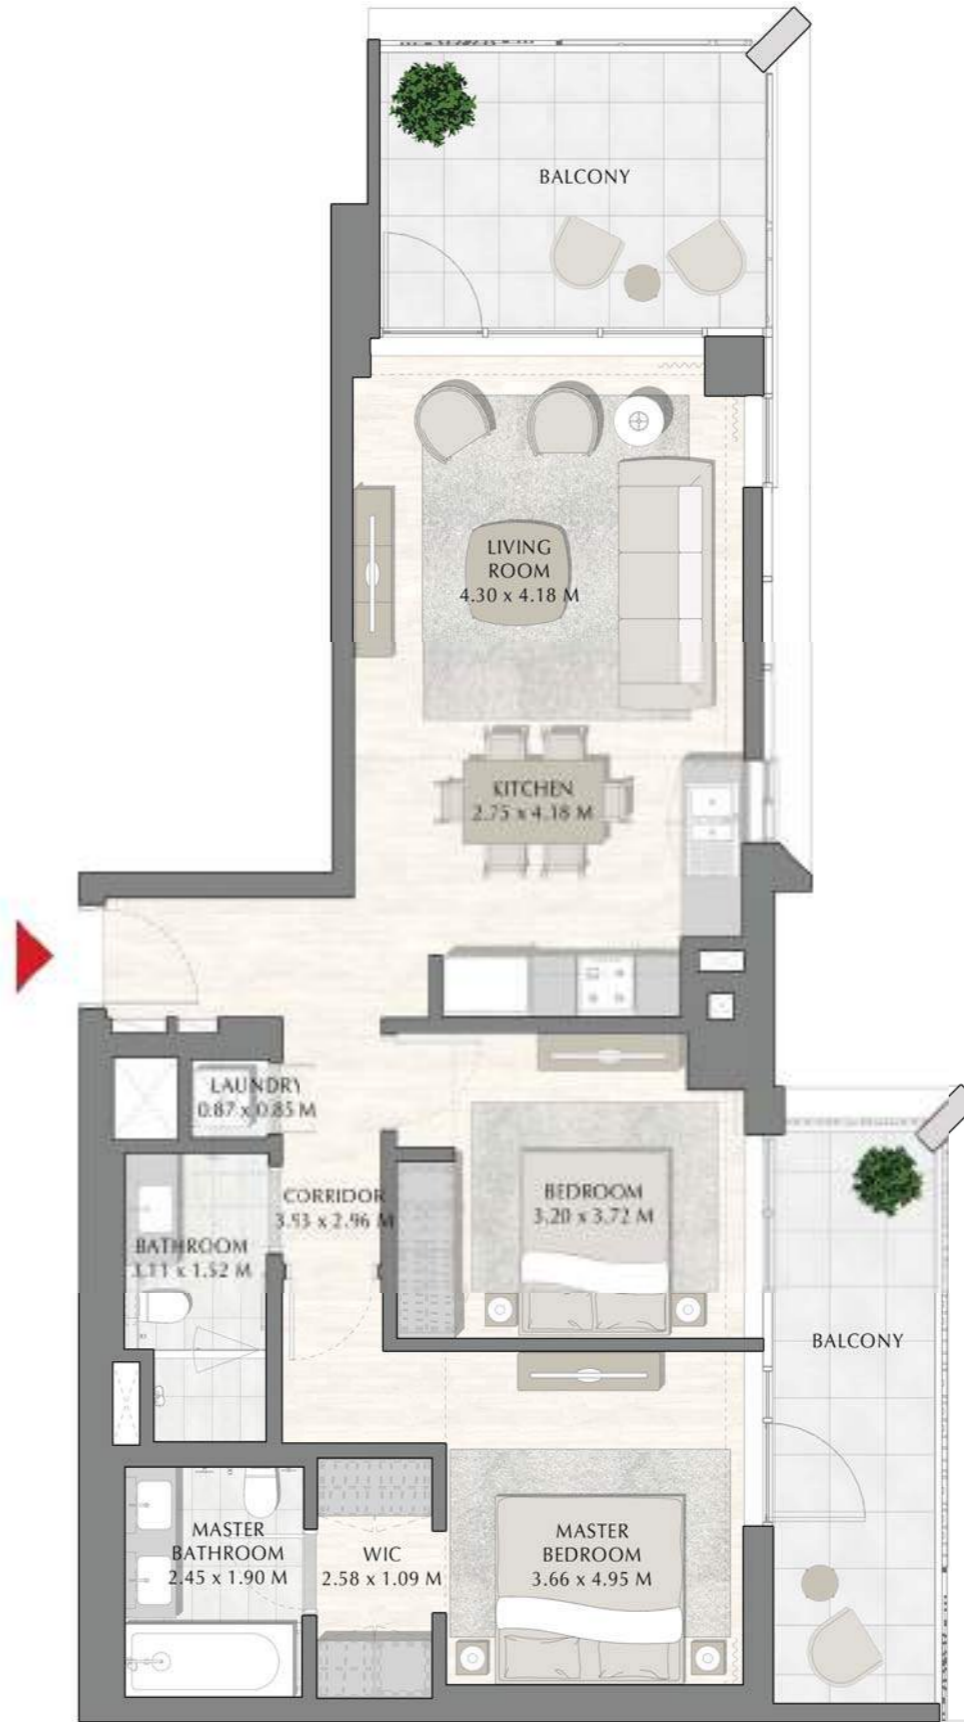 BALCONY
LIVING
ROOM
4.30 x 4.18 M
KITCHEN
2.75 x 4.18 M
LAUNDRY
0.87 x 0.85 M
CORRIDOR
3.93 x 2.96 M
BEDROOM
3.20 x 3.72 M
BATHROOM
3.11 x 1.52 M
BALCONY
MASTER
BATHROOM
2.45 x 1.90 M
WIC
2.58 x 1.09 M
MASTER
BEDROOM
3.66 x 4.95 M